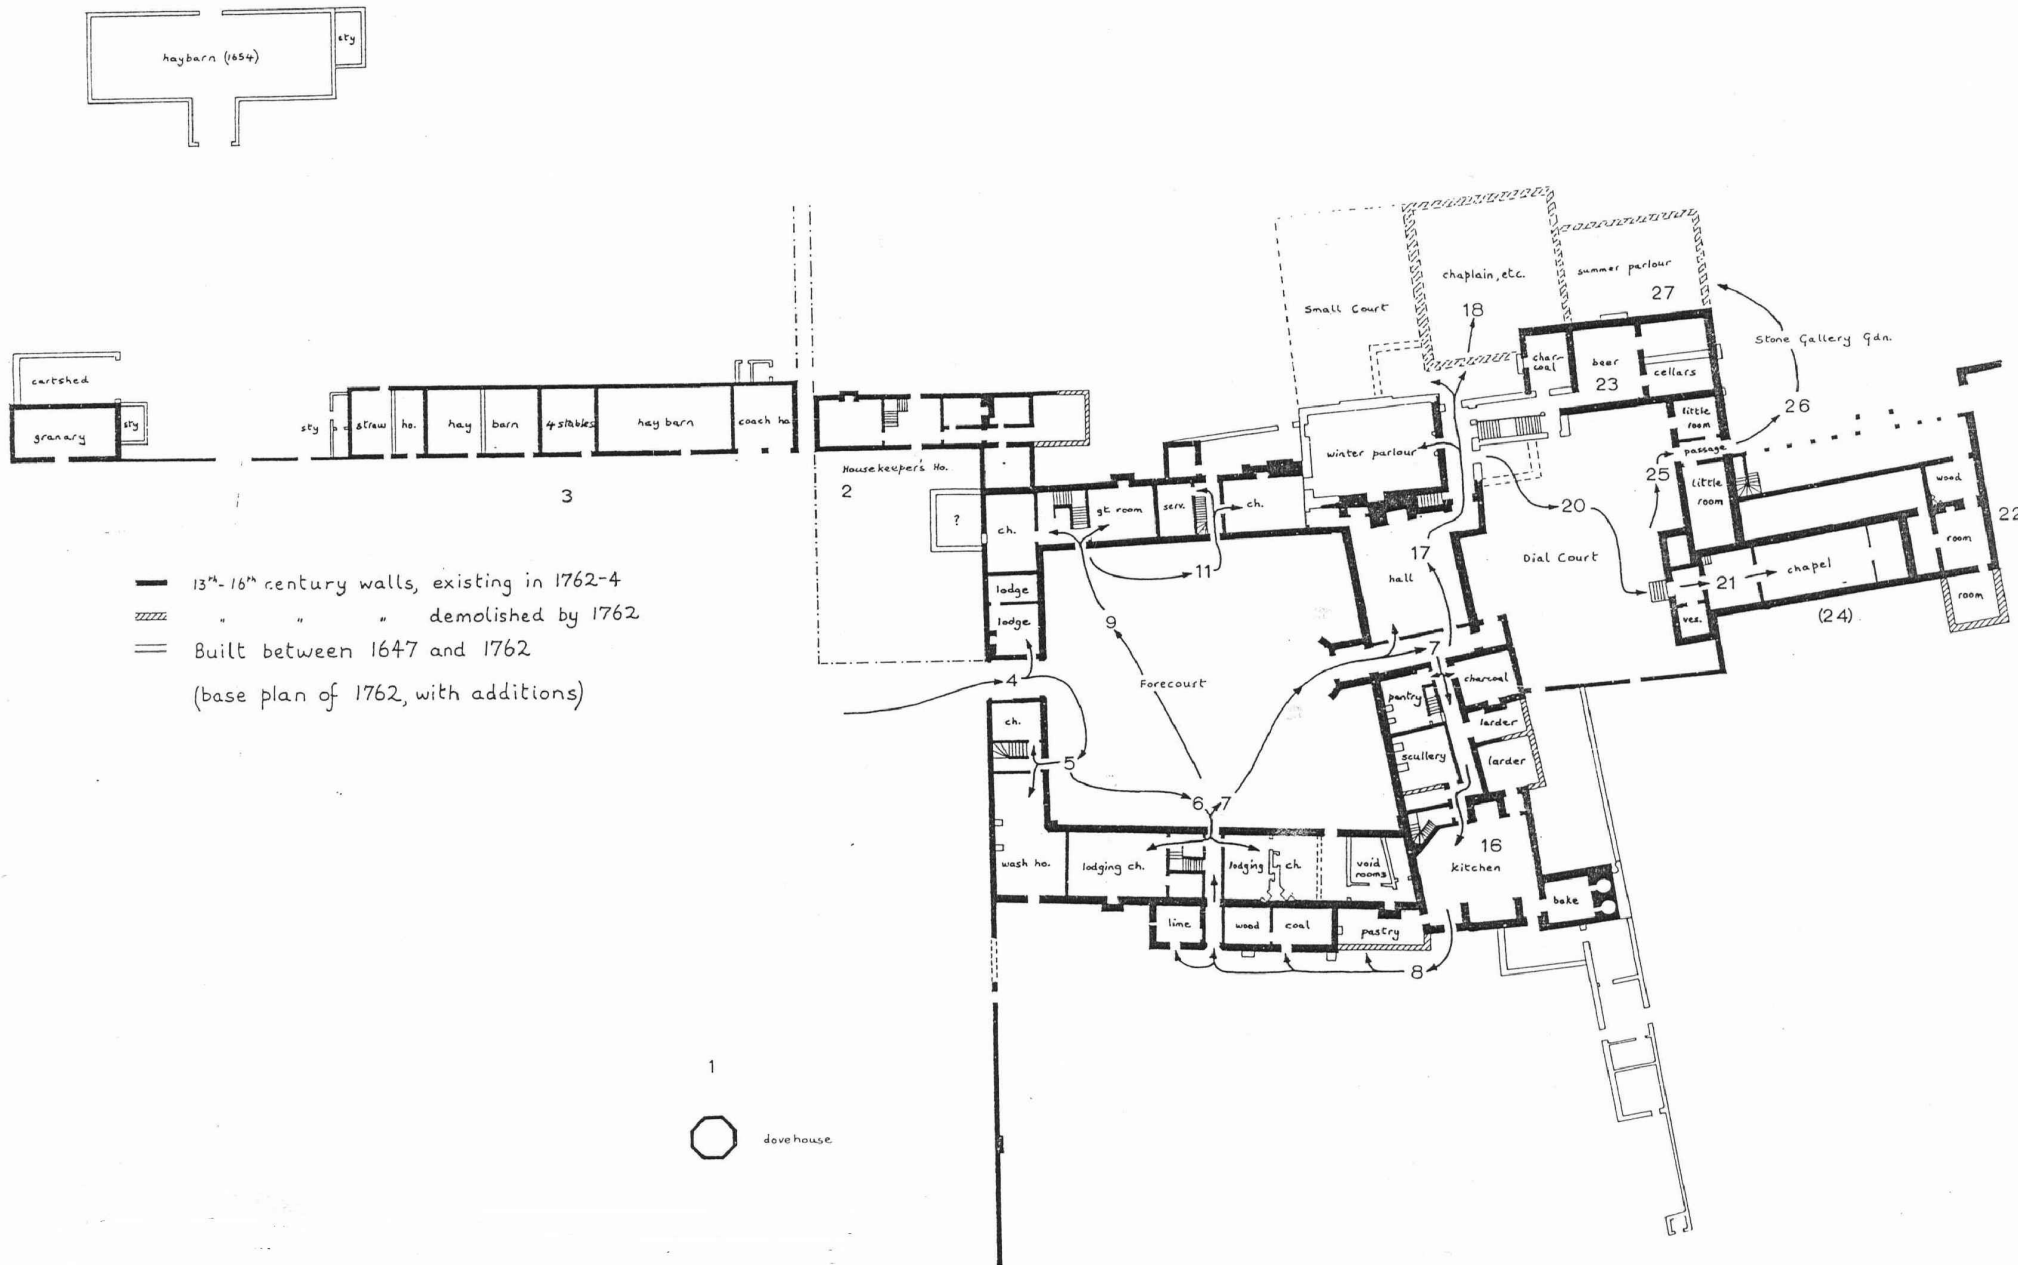 haybarn (1654)
sty
cartshed
granary
sty
sty
straw
ho.
hay
barn
4 stables
hay barn
coach ho
Housekeeper's Ho.
2
3
?
ch.
lodge
lodge
gt. room
serv.
ch.
11
9
4
Forecourt
ch.
5
6
7
wash ho.
lodging ch.
lodging
ch.
void
rooms
lime
wood
coal
pastry
8
Small Court
chaplain, etc.
18
summer parlour
27
Stone Gallery Gdn.
char-
coal
beer
23
cellars
winter parlour
little
room
passage
25
26
little
room
wood
room
22
room
20
Dial Court
17
hall
21
chapel
ves.
(24)
7
pantry
charcoal
larder
scullery
larder
16
kitchen
bake
13th-16th century walls, existing in 1762-4
" " " demolished by 1762
Built between 1647 and 1762
(base plan of 1762, with additions)
1
dovehouse